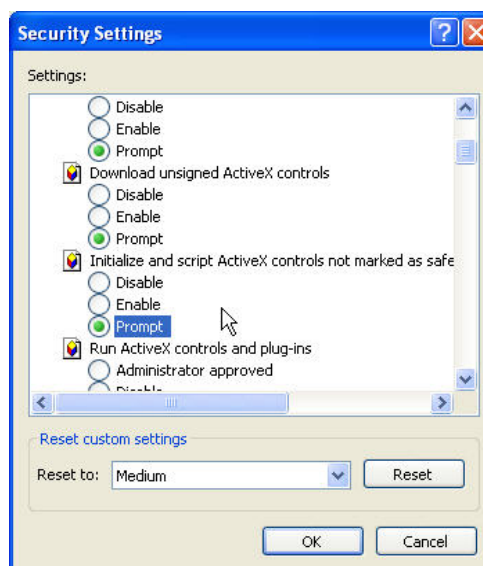 Security Settings
Settings:
Disable
Enable
Prompt
Download unsigned ActiveX controls
Disable
Enable
Prompt
Initialize and script ActiveX controls not marked as safe
Disable
Enable
Prompt
Run ActiveX controls and plug-ins
Administrator approved
Disable
Reset custom settings
Reset to: Medium Reset
OK Cancel